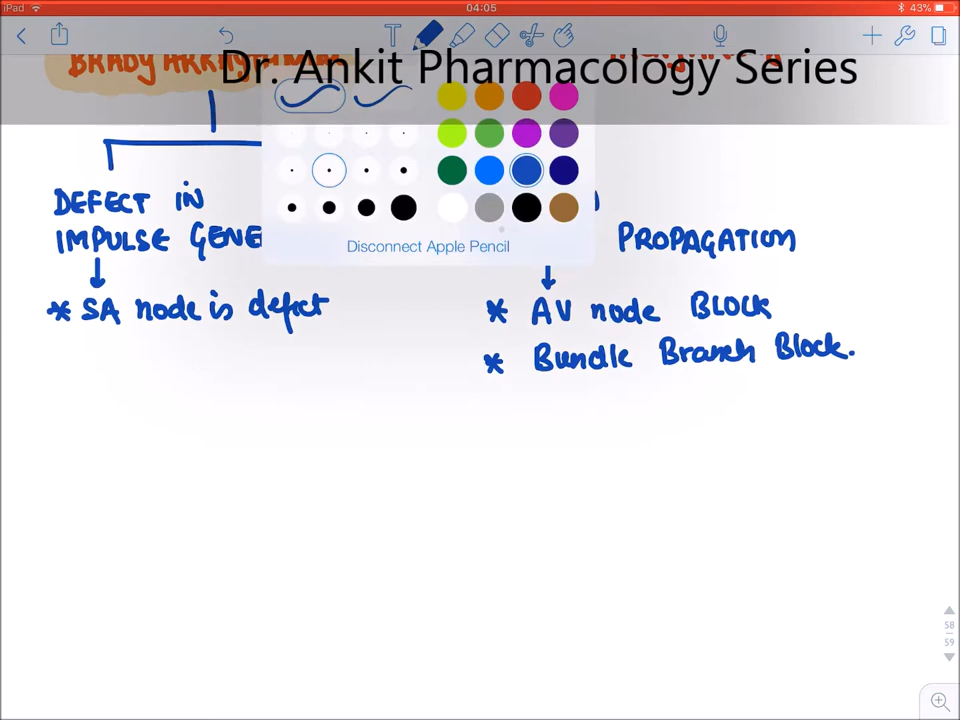 iPad 04:05 43%
Dr. Ankit Pharmacology Series
T
Disconnect Apple Pencil
DEFECT IN
IMPULSE GENE
PROPAGATION
* SA node is defect
* AV node BLOCK
* Bundle Branch Block.
58
59